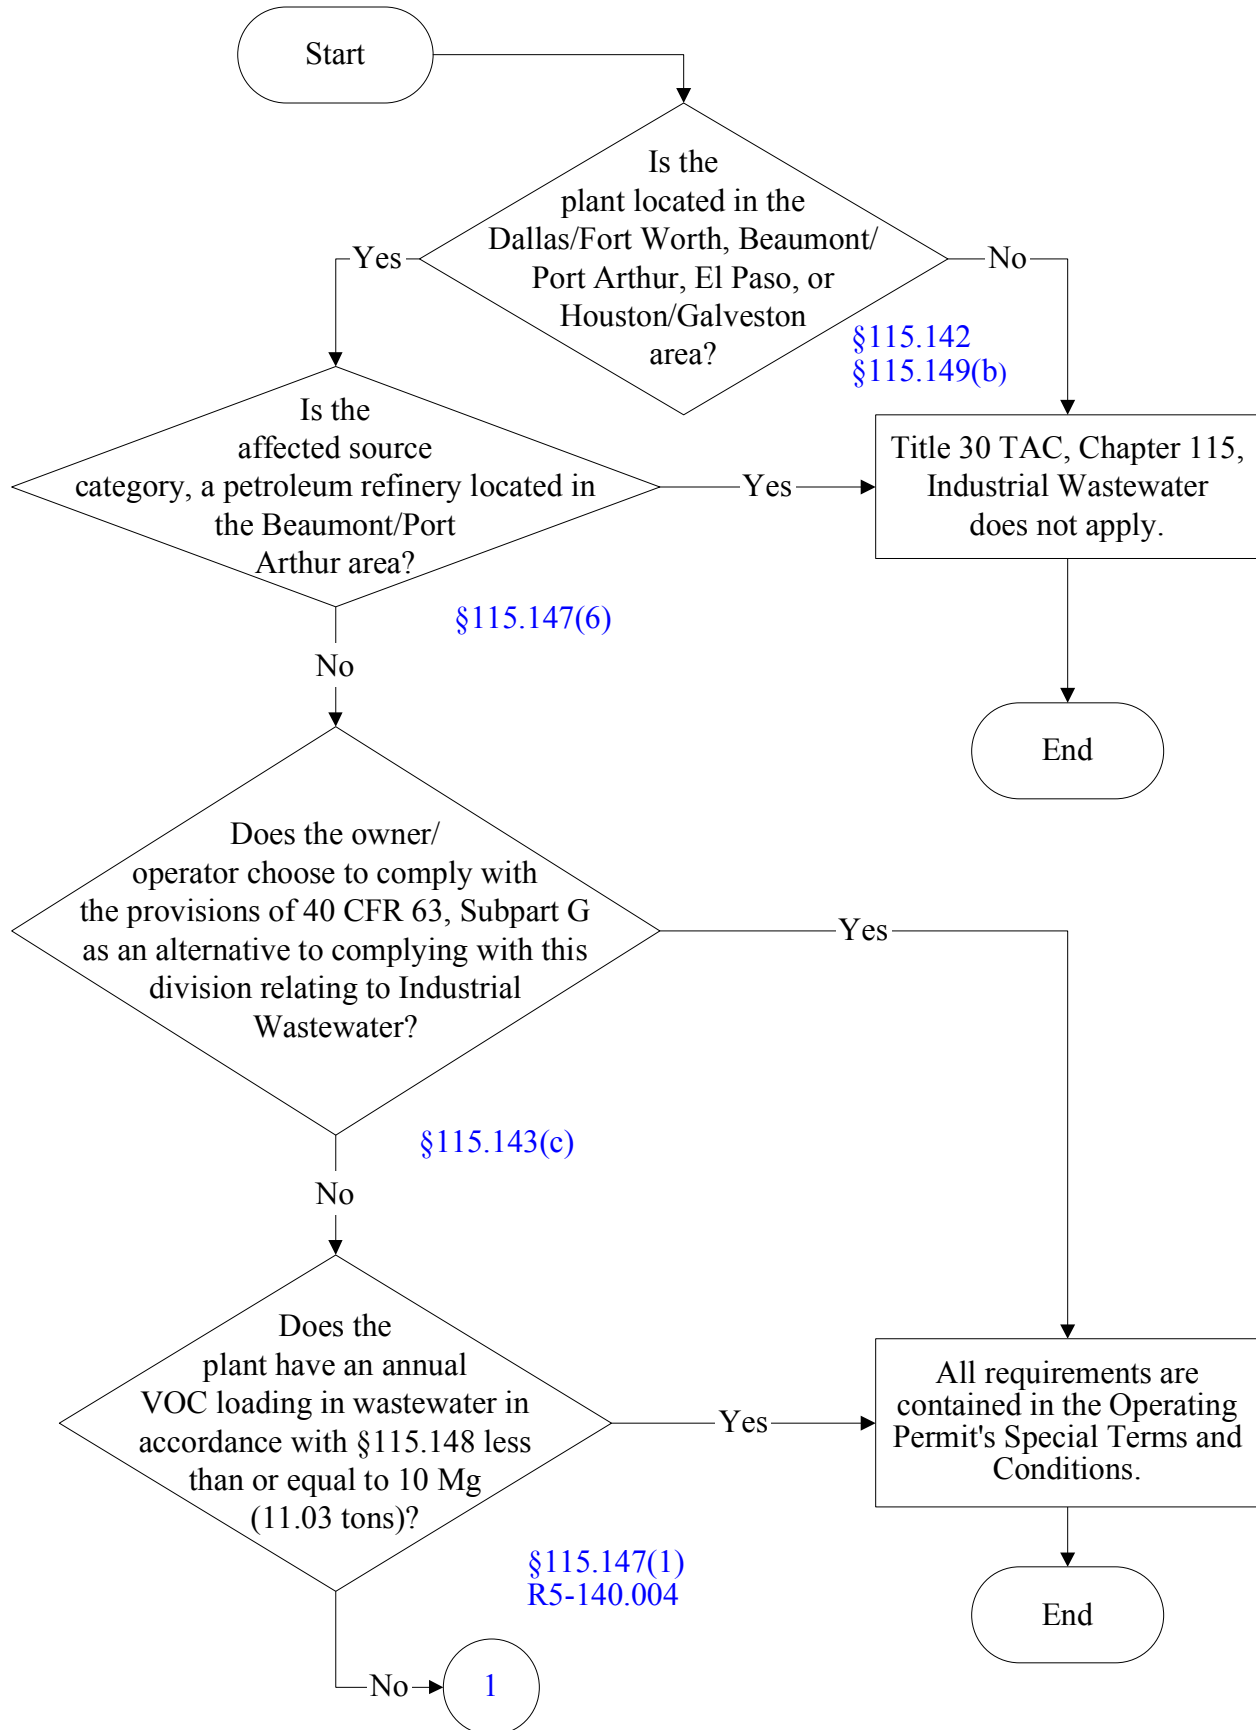 Start
Is the
plant located in the
Dallas/Fort Worth, Beaumont/
Port Arthur, El Paso, or
Houston/Galveston
area?
Yes
No
§115.142
§115.149(b)
Is the
affected source
category, a petroleum refinery located in
the Beaumont/Port
Arthur area?
Yes
Title 30 TAC, Chapter 115,
Industrial Wastewater
does not apply.
§115.147(6)
No
End
Does the owner/
operator choose to comply with
the provisions of 40 CFR 63, Subpart G
as an alternative to complying with this
division relating to Industrial
Wastewater?
Yes
§115.143(c)
No
Does the
plant have an annual
VOC loading in wastewater in
accordance with §115.148 less
than or equal to 10 Mg
(11.03 tons)?
Yes
All requirements are
contained in the Operating
Permit's Special Terms and
Conditions.
§115.147(1)
R5-140.004
End
No
1